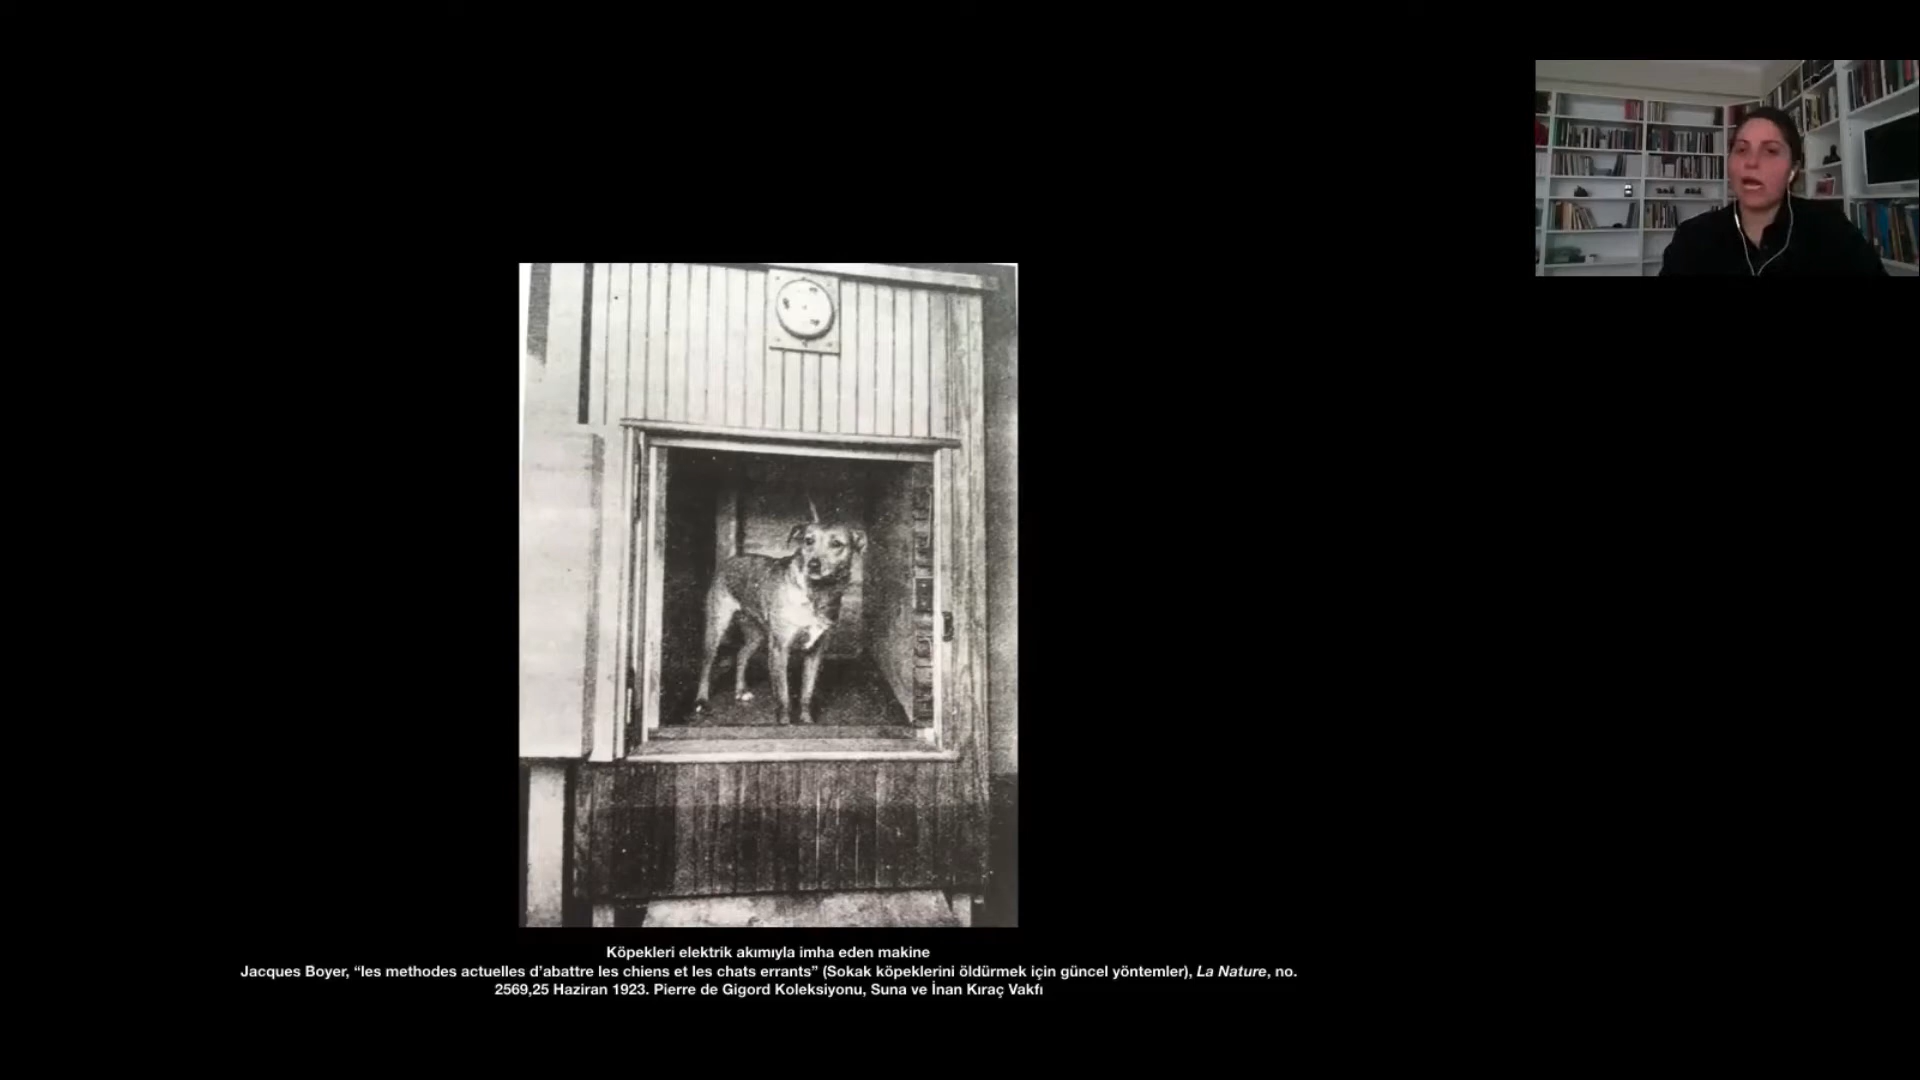 Köpekleri elektrik akımıyla imha eden makine
Jacques Boyer, “les methodes actuelles d’abattre les chiens et les chats errants” (Sokak köpeklerini öldürmek için güncel yöntemler), La Nature, no.
2569,25 Haziran 1923. Pierre de Gigord Koleksiyonu, Suna ve İnan Kıraç Vakfı